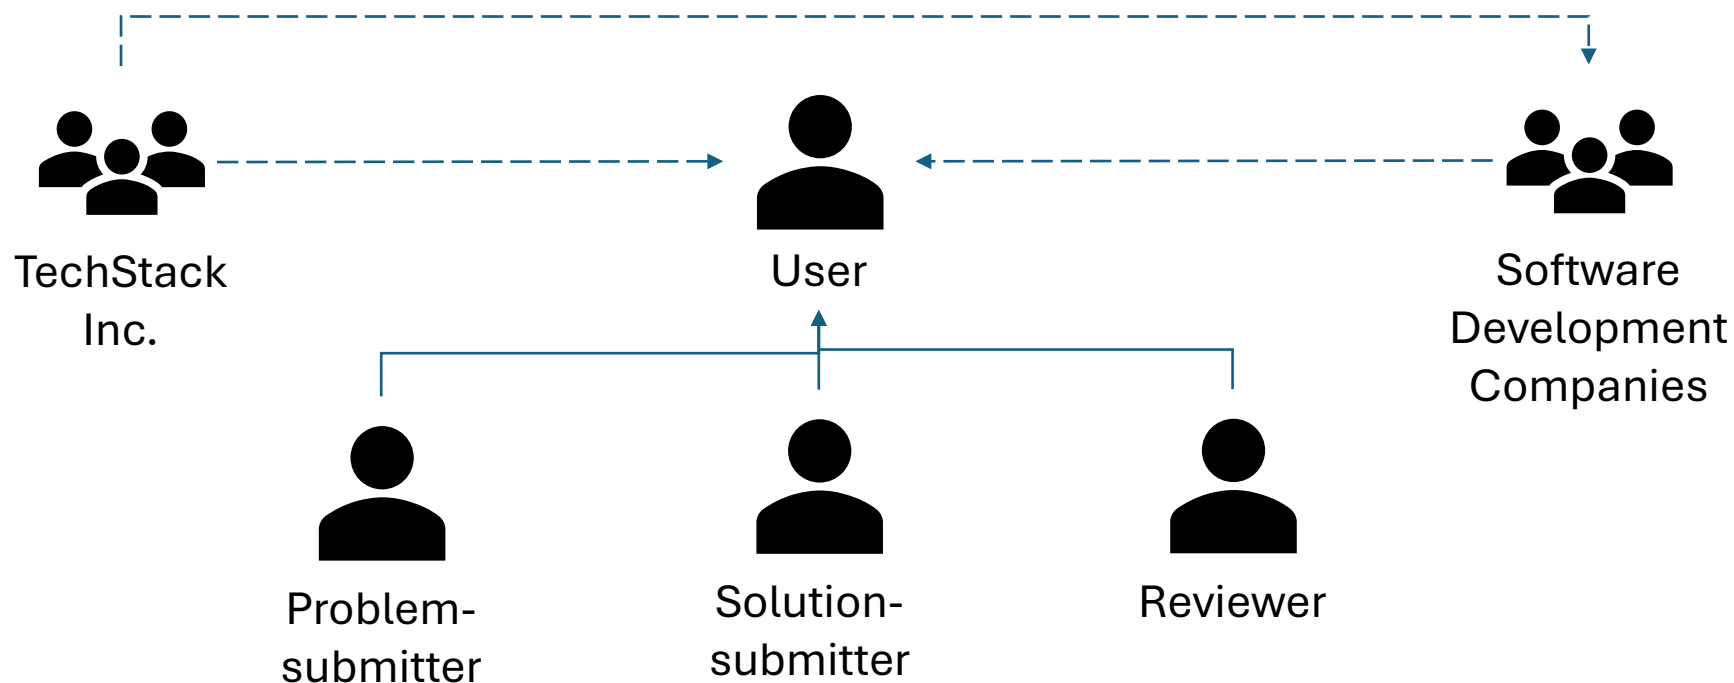 TechStack
Inc.
User
Software
Development
Companies
Problem-
submitter
Solution-
submitter
Reviewer